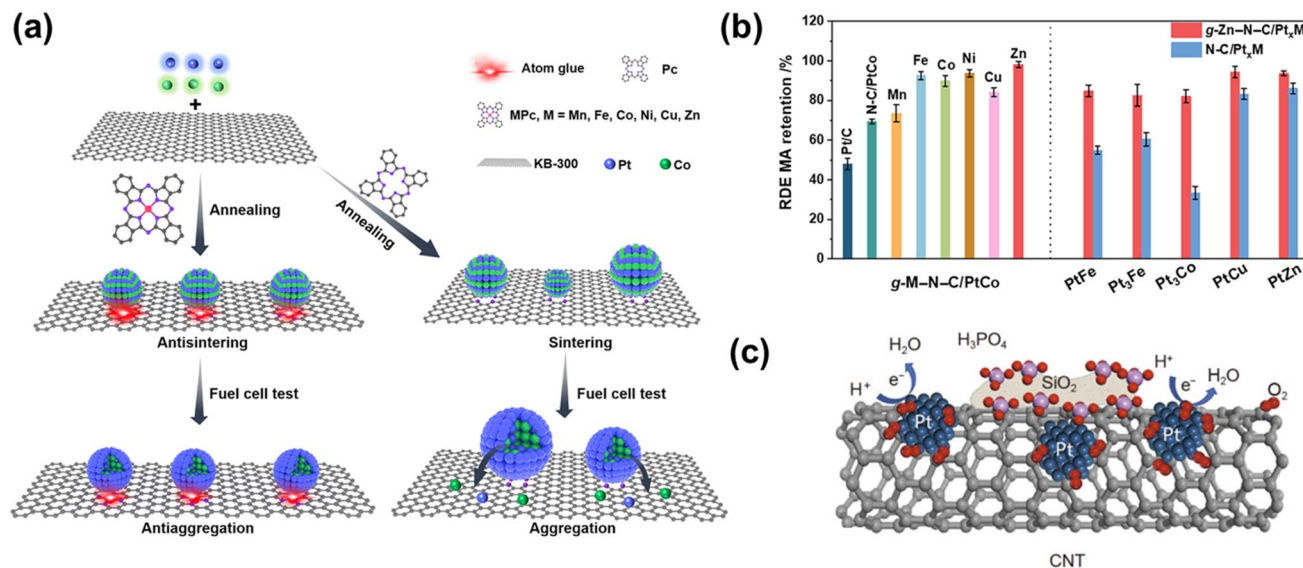 (a)
+
Atom glue
Pc
MPc, M = Mn, Fe, Co, Ni, Cu, Zn
KB-300
Pt
Co
Annealing
Annealing
Antisintering
Sintering
Fuel cell test
Fuel cell test
Antiaggregation
Aggregation
(b)
RDE MA retention /%
120
100
80
60
40
20
0
Pt/C
N-C/PtCo
Mn
Fe
Co
Ni
Cu
Zn
g-Zn–N–C/PtₓM
N-C/PtₓM
g-M–N–C/PtCo
PtFe
Pt₃Fe
Pt₃Co
PtCu
PtZn
(c)
H₂O
H⁺
e⁻
H₃PO₄
SiO₂
H⁺
e⁻
H₂O
O₂
Pt
Pt
Pt
CNT